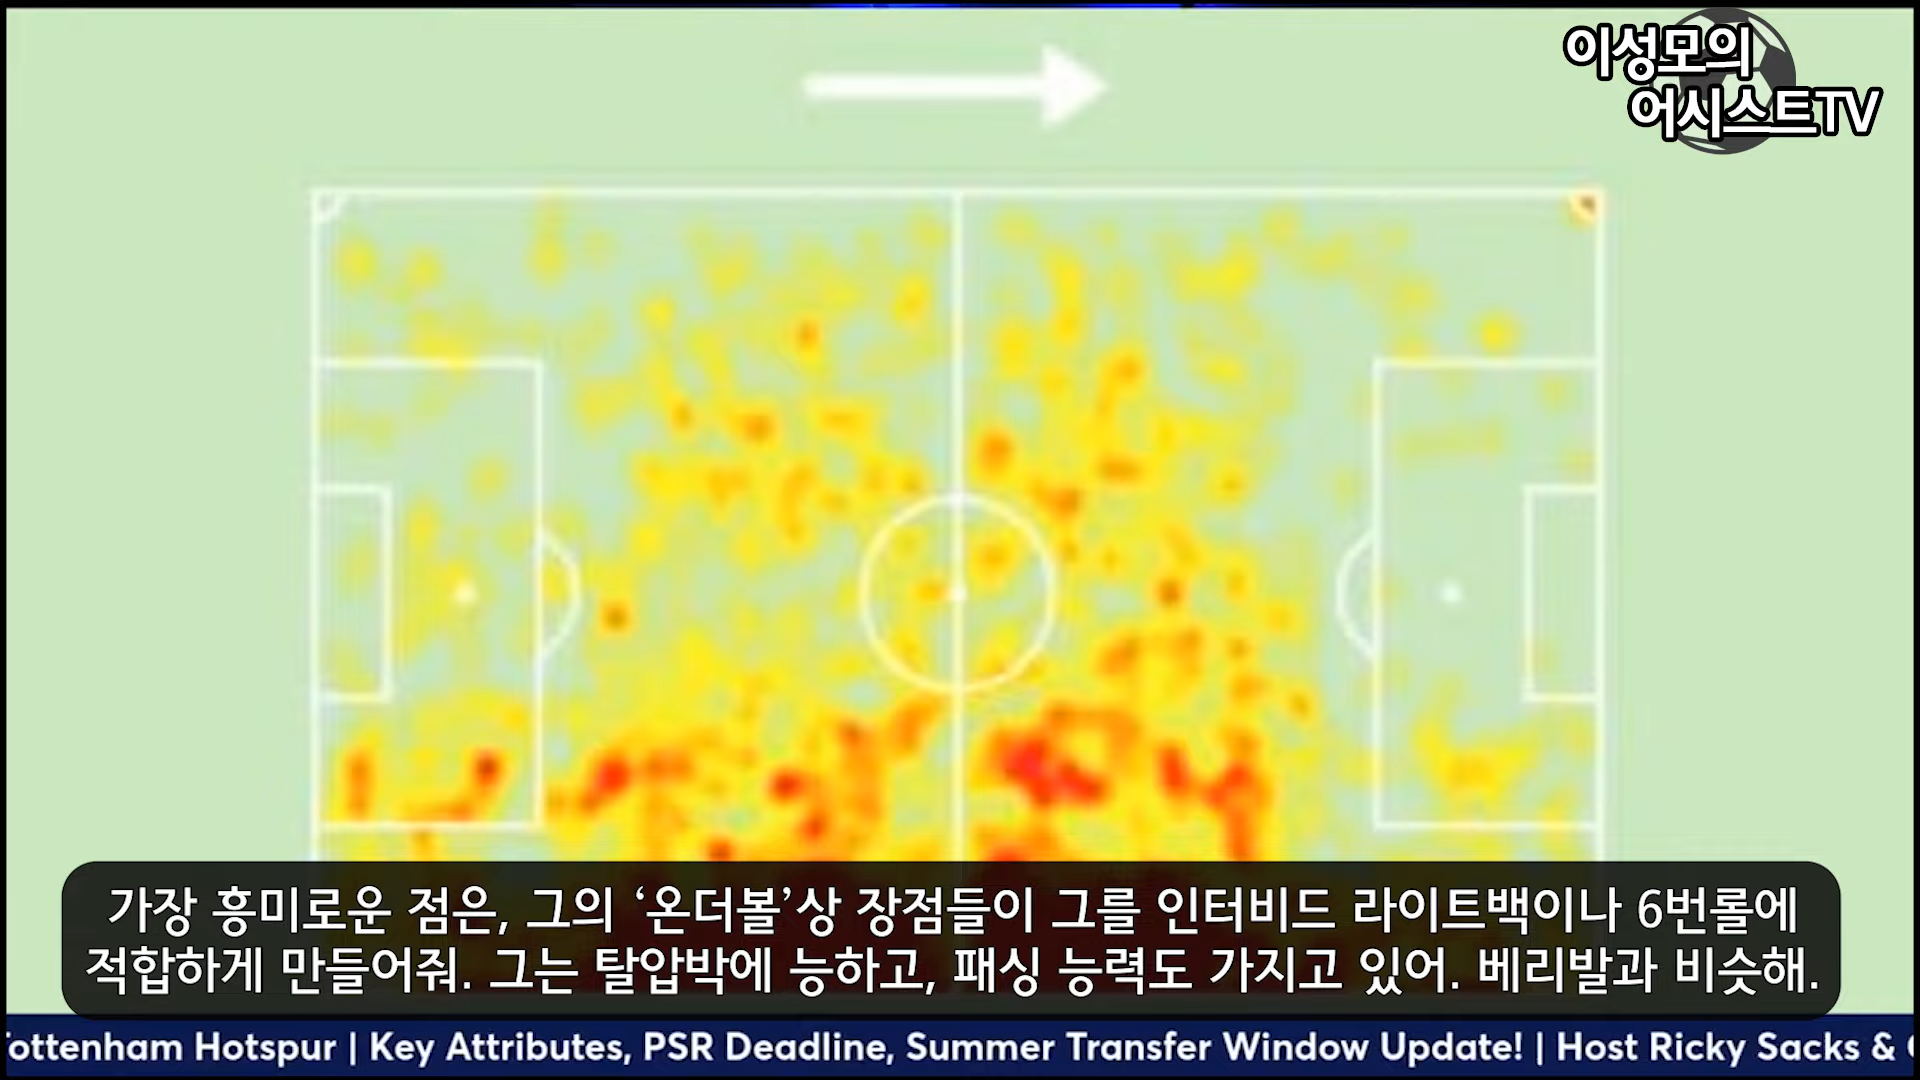 이성모의
어시스트TV
가장 흥미로운 점은, 그의 ‘온더볼’상 장점들이 그를 인터비드 라이트백이나 6번롤에
적합하게 만들어줘. 그는 탈압박에 능하고, 패싱 능력도 가지고 있어. 베리발과 비슷해.
Tottenham Hotspur | Key Attributes, PSR Deadline, Summer Transfer Window Update! | Host Ricky Sacks &